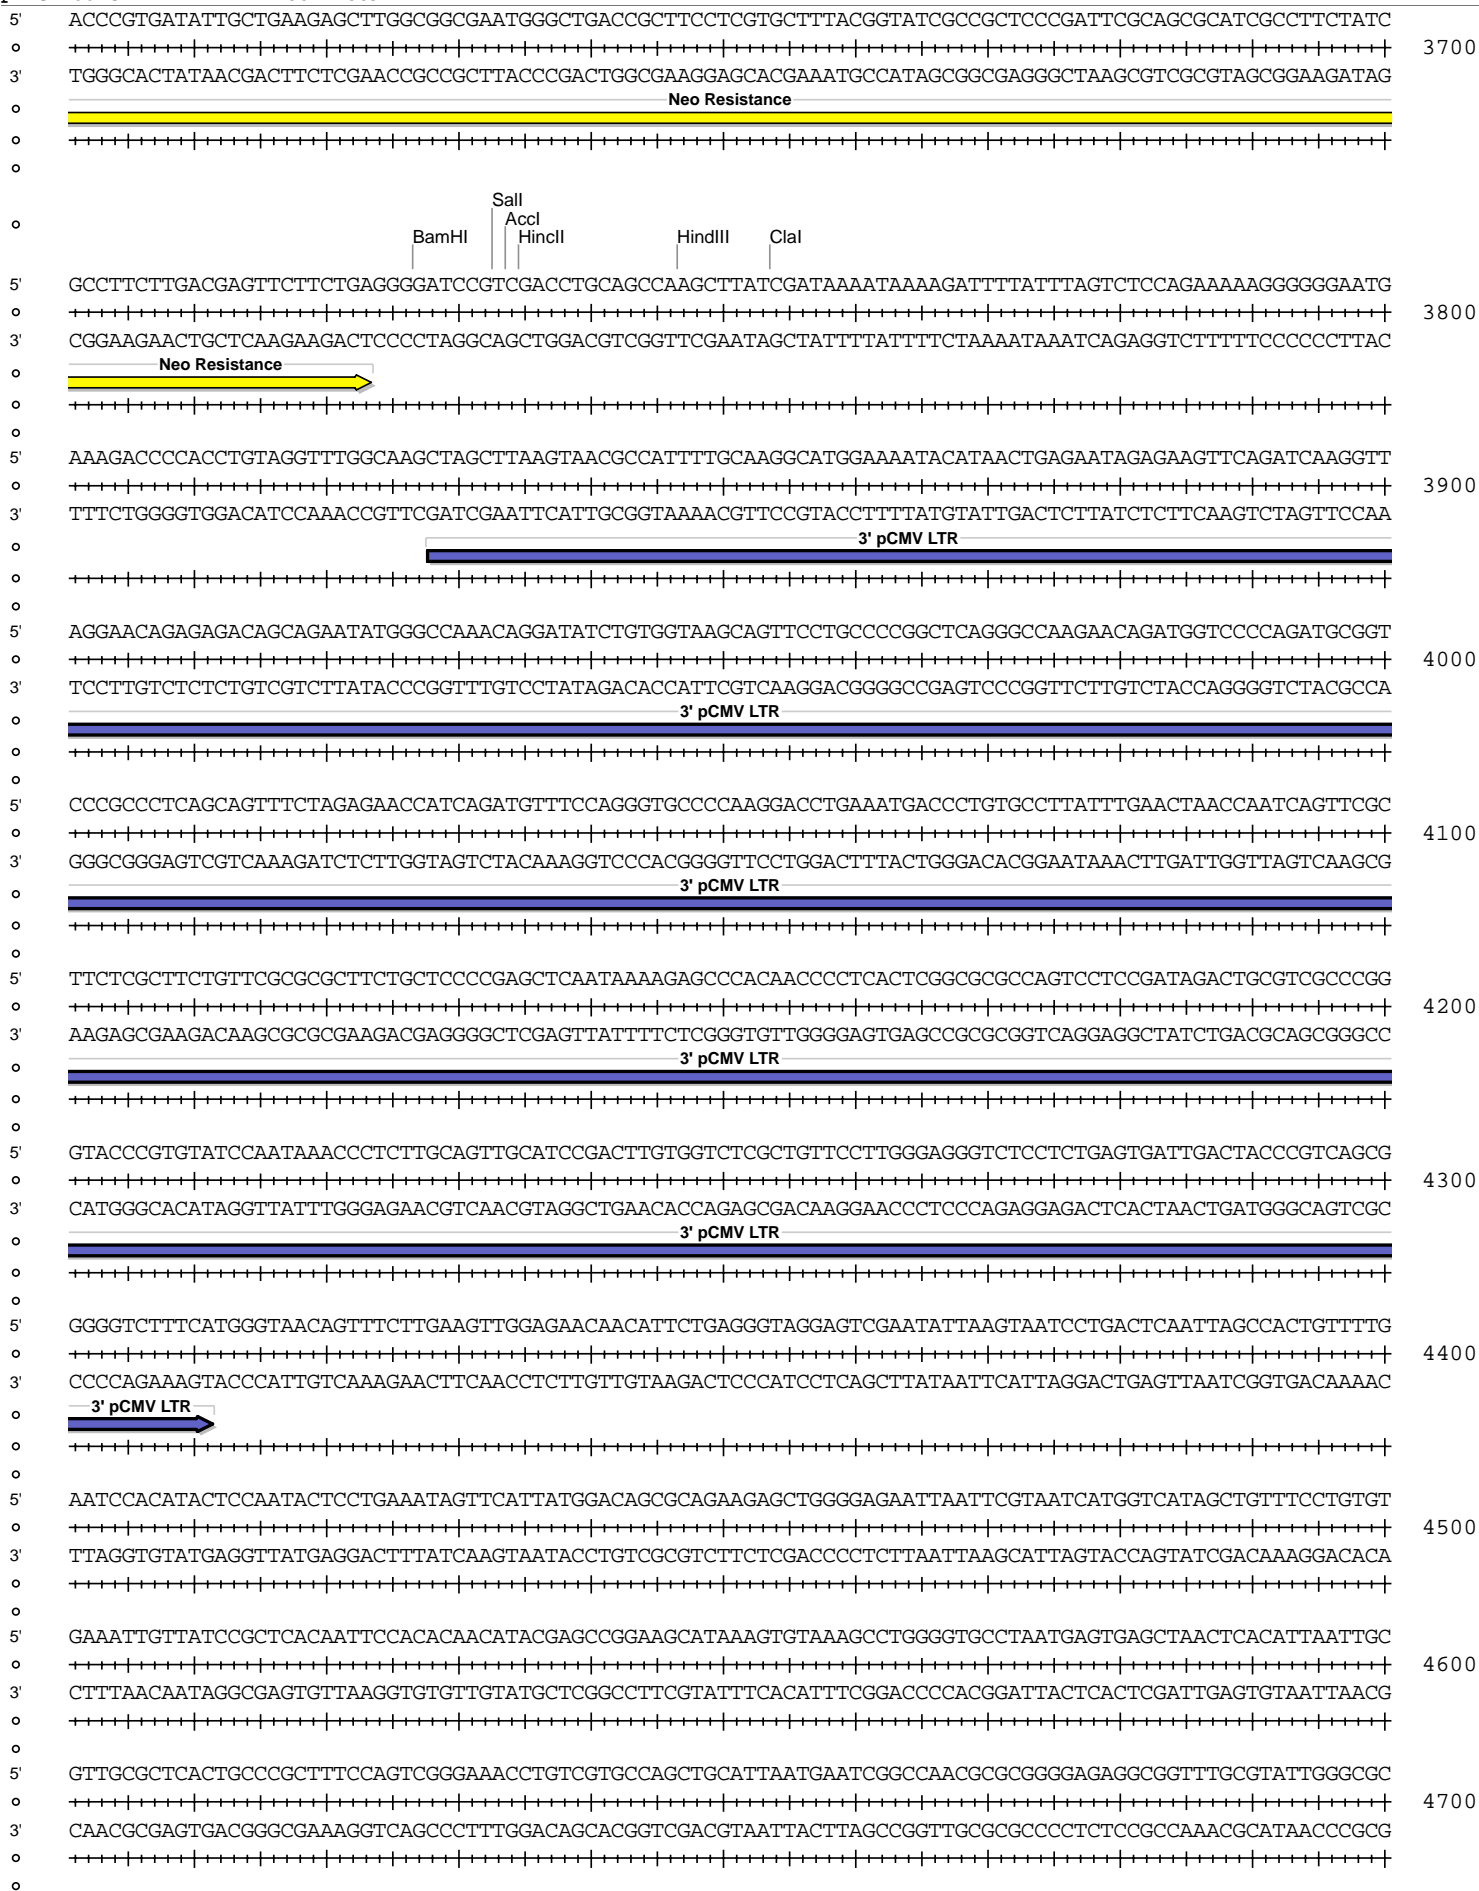 5' ACCCGTGATATTGCTGAAGAGCTTGGCGGCGAATGGGCTGACCGCTTCCTCGTGCTTTACGGTATCGCCGCTCCCGATTCGCAGCGCATCGCCTTCTATC
3700
3' TGGGCACTATAACGACTTCTCGAACCGCCGCTTACCCGACTGGCGAAGGAGCACGAAATGCCATAGCGGCGAGGGCTAAGCGTCGCGTAGCGGAAGATAG
Neo Resistance
SalI
AccI
BamHI HincII HindIII ClaI
5' GCCTTCTTGACGAGTTCTTCTGAGGGGATCCGTCGACCTGCAGCCAAGCTTATCGATAAAATAAAAGATTTTATTTAGTCTCCAGAAAAAGGGGGGAATG
3800
3' CGGAAGAACTGCTCAAGAAGACTCCCCTAGGCAGCTGGACGTCGGTTCGAATAGCTATTTTATTTTCTAAAATAAATCAGAGGTCTTTTTCCCCCCTTAC
Neo Resistance
5' AAAGACCCCACCTGTAGGTTTGGCAAGCTAGCTTAAGTAACGCCATTTTGCAAGGCATGGAAAATACATAACTGAGAATAGAGAAGTTCAGATCAAGGTT
3900
3' TTTCTGGGGTGGACATCCAAACCGTTCGATCGAATTCATTGCGGTAAAACGTTCCGTACCTTTTATGTATTGACTCTTATCTCTTCAAGTCTAGTTCCAA
3' pCMV LTR
5' AGGAACAGAGAGACAGCAGAATATGGGCCAAACAGGATATCTGTGGTAAGCAGTTCCTGCCCCGGCTCAGGGCCAAGAACAGATGGTCCCCAGATGCGGT
4000
3' TCCTTGTCTCTCTGTCGTCTTATACCCGGTTTGTCCTATAGACACCATTCGTCAAGGACGGGGCCGAGTCCCGGTTCTTGTCTACCAGGGGTCTACGCCA
3' pCMV LTR
5' CCCGCCCTCAGCAGTTTCTAGAGAACCATCAGATGTTTCCAGGGTGCCCCAAGGACCTGAAATGACCCTGTGCCTTATTTGAACTAACCAATCAGTTCGC
4100
3' GGGCGGGAGTCGTCAAAGATCTCTTGGTAGTCTACAAAGGTCCCACGGGGTTCCTGGACTTTACTGGGACACGGAATAAACTTGATTGGTTAGTCAAGCG
3' pCMV LTR
5' TTCTCGCTTCTGTTCGCGCGCTTCTGCTCCCCGAGCTCAATAAAAGAGCCCACAACCCCTCACTCGGCGCGCCAGTCCTCCGATAGACTGCGTCGCCCGG
4200
3' AAGAGCGAAGACAAGCGCGCGAAGACGAGGGGCTCGAGTTATTTTCTCGGGTGTTGGGGAGTGAGCCGCGCGGTCAGGAGGCTATCTGACGCAGCGGGCC
3' pCMV LTR
5' GTACCCGTGTATCCAATAAACCCTCTTGCAGTTGCATCCGACTTGTGGTCTCGCTGTTCCTTGGGAGGGTCTCCTCTGAGTGATTGACTACCCGTCAGCG
4300
3' CATGGGCACATAGGTTATTTGGGAGAACGTCAACGTAGGCTGAACACCAGAGCGACAAGGAACCCTCCCAGAGGAGACTCACTAACTGATGGGCAGTCGC
3' pCMV LTR
5' GGGGTCTTTCATGGGTAACAGTTTCTTGAAGTTGGAGAACAACATTCTGAGGGTAGGAGTCGAATATTAAGTAATCCTGACTCAATTAGCCACTGTTTTG
4400
3' CCCCAGAAAGTACCCATTGTCAAAGAACTTCAACCTCTTGTTGTAAGACTCCCATCCTCAGCTTATAATTCATTAGGACTGAGTTAATCGGTGACAAAAC
3' pCMV LTR
5' AATCCACATACTCCAATACTCCTGAAATAGTTCATTATGGACAGCGCAGAAGAGCTGGGGAGAATTAATTCGTAATCATGGTCATAGCTGTTTCCTGTGT
4500
3' TTAGGTGTATGAGGTTATGAGGACTTTATCAAGTAATACCTGTCGCGTCTTCTCGACCCCTCTTAATTAAGCATTAGTACCAGTATCGACAAAGGACACA
5' GAAATTGTTATCCGCTCACAATTCCACACAACATACGAGCCGGAAGCATAAAGTGTAAAGCCTGGGGTGCCTAATGAGTGAGCTAACTCACATTAATTGC
4600
3' CTTTAACAATAGGCGAGTGTTAAGGTGTGTTGTATGCTCGGCCTTCGTATTTCACATTTCGGACCCCACGGATTACTCACTCGATTGAGTGTAATTAACG
5' GTTGCGCTCACTGCCCGCTTTCCAGTCGGGAAACCTGTCGTGCCAGCTGCATTAATGAATCGGCCAACGCGCGGGGAGAGGCGGTTTGCGTATTGGGCGC
4700
3' CAACGCGAGTGACGGGCGAAAGGTCAGCCCTTTGGACAGCACGGTCGACGTAATTACTTAGCCGGTTGCGCGCCCCTCTCCGCCAAACGCATAACCCGCG